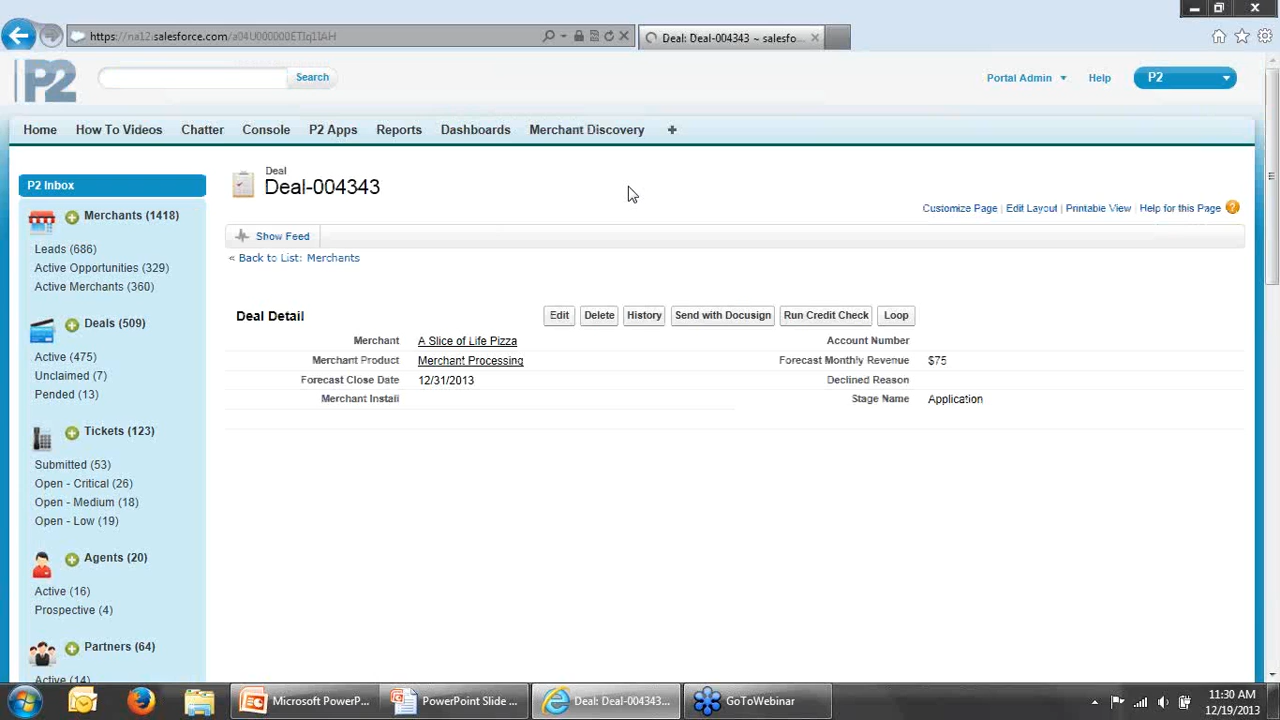 https://na12.salesforce.com/a04U000000ETlq1IAH
Deal: Deal-004343 ~ salesfo...
P2
Search
Portal Admin
Help
P2
Home
How To Videos
Chatter
Console
P2 Apps
Reports
Dashboards
Merchant Discovery
P2 Inbox
Merchants (1418)
Leads (686)
Active Opportunities (329)
Active Merchants (360)
Deals (509)
Active (475)
Unclaimed (7)
Pended (13)
Tickets (123)
Submitted (53)
Open - Critical (26)
Open - Medium (18)
Open - Low (19)
Agents (20)
Active (16)
Prospective (4)
Partners (64)
Active (14)
Deal
Deal-004343
Customize Page | Edit Layout | Printable View | Help for this Page
Show Feed
« Back to List: Merchants
Deal Detail
Edit
Delete
History
Send with Docusign
Run Credit Check
Loop
Merchant A Slice of Life Pizza
Account Number
Merchant Product Merchant Processing
Forecast Monthly Revenue $75
Forecast Close Date 12/31/2013
Declined Reason
Merchant Install
Stage Name Application
Microsoft PowerP...
PowerPoint Slide ...
Deal: Deal-004343...
GoToWebinar
11:30 AM
12/19/2013